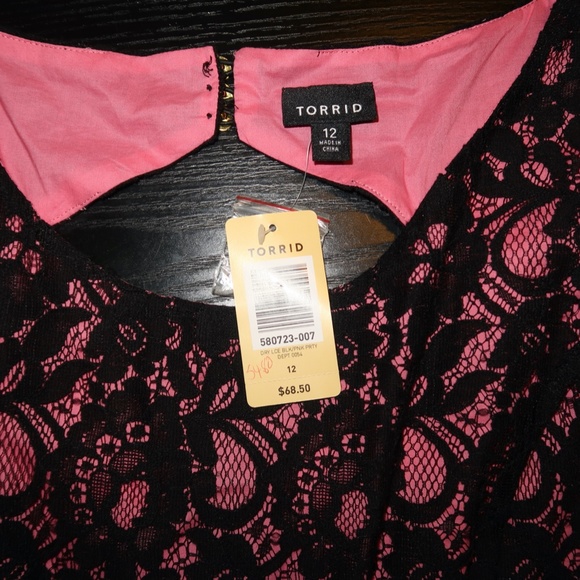 TORRID
12
MADE IN
CHINA
TORRID
580723-007
DEPT 0054
12
$68.50